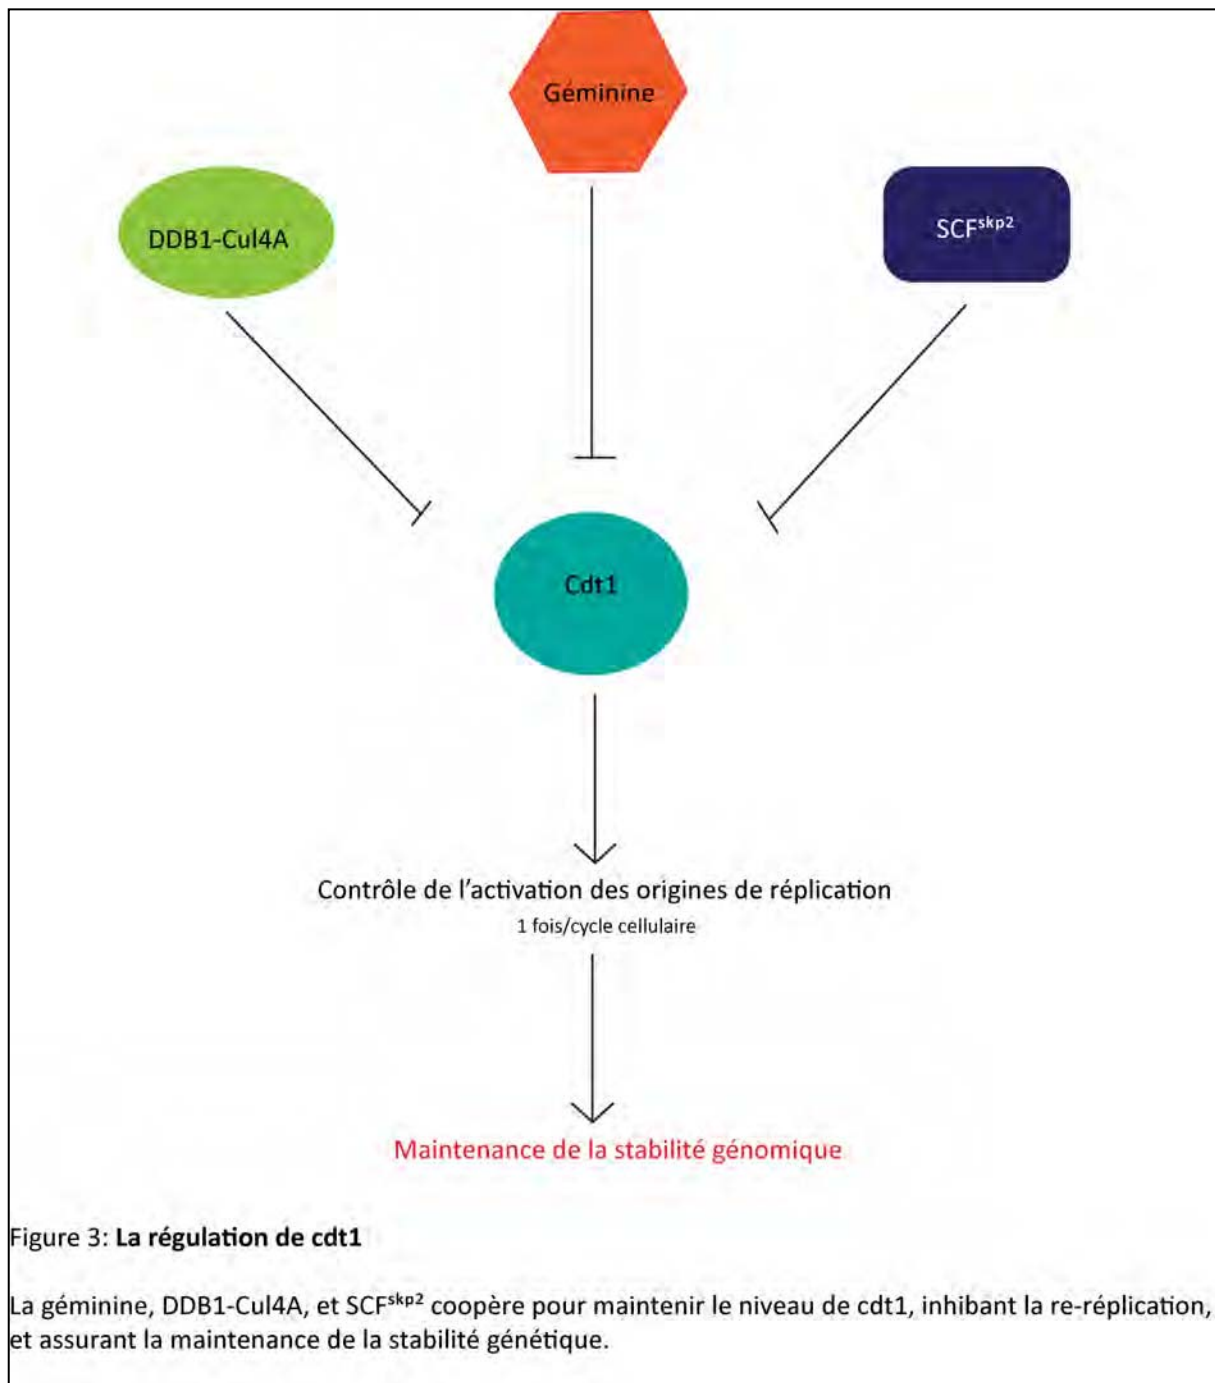 Géminine
DDB1-Cul4A
SCFskp2
Cdt1
Contrôle de l'activation des origines de réplication
1 fois/cycle cellulaire
Maintenance de la stabilité génomique
Figure 3: La régulation de cdt1
La géminine, DDB1-Cul4A, et SCFskp2 coopère pour maintenir le niveau de cdt1, inhibant la re-réplication,
et assurant la maintenance de la stabilité génétique.